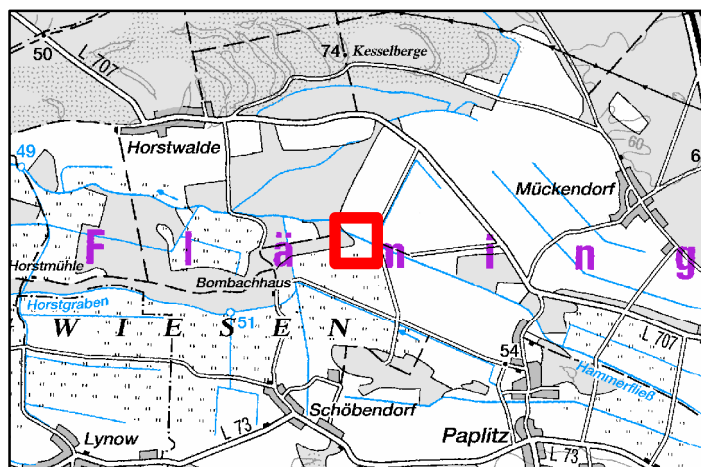 50
L 707
74
Kesselberge
Horstwalde
60
6
49
Mückendorf
F l ä m i n g
Horstmühle
Bombachhaus
Horstgraben
51
W I E S E N
L 707
54
Hammerfließ
Schöbendorf
Lynow
L 73
Paplitz
L 73